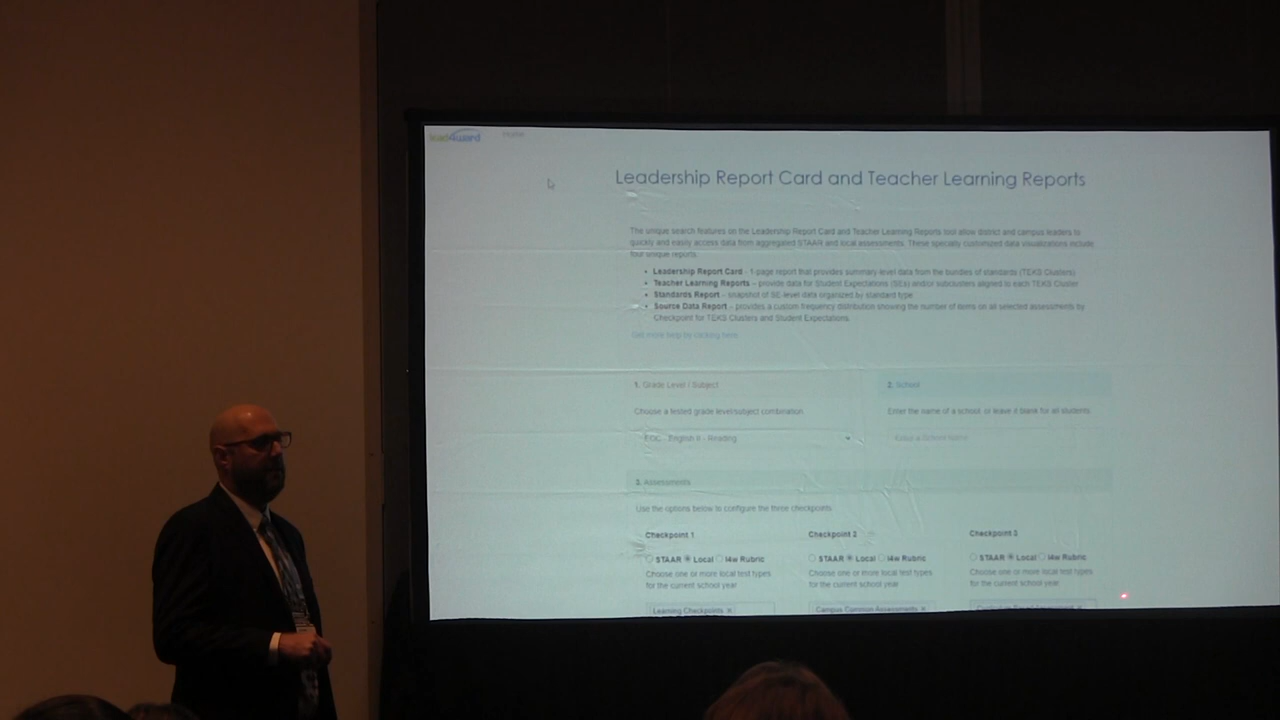 lead4ward
Home
Leadership Report Card and Teacher Learning Reports
The unique search features on the Leadership Report Card and Teacher Learning Reports tool allow district and campus leaders to
quickly and easily access data from aggregated STAAR and local assessments. These specially customized data visualizations include
four unique reports.
• Leadership Report Card - 1-page report that provides summary level data from the bundles of standards (TEKS Clusters)
• Teacher Learning Reports – provide data for Student Expectations (SEs) and/or subclusters aligned to each TEKS Cluster
• Standards Report – snapshot of SE-level data organized by standard type
• Source Data Report – provides a custom frequency distribution showing the number of items on all selected assessments by
Checkpoint for TEKS Clusters and Student Expectations.
Get more help by clicking here
1. Grade Level / Subject
2. School
Choose a tested grade level/subject combination.
Enter the name of a school, or leave it blank for all students.
EOC - English II - Reading
Enter a School Name
3. Assessments
Use the options below to configure the three checkpoints.
Checkpoint 1
Checkpoint 2
Checkpoint 3
STAAR Local l4w Rubric
STAAR Local l4w Rubric
STAAR Local l4w Rubric
Choose one or more local test types
for the current school year
Choose one or more local test types
for the current school year
Choose one or more local test types
for the current school year
Learning Checkpoints ×
Campus Common Assessments ×